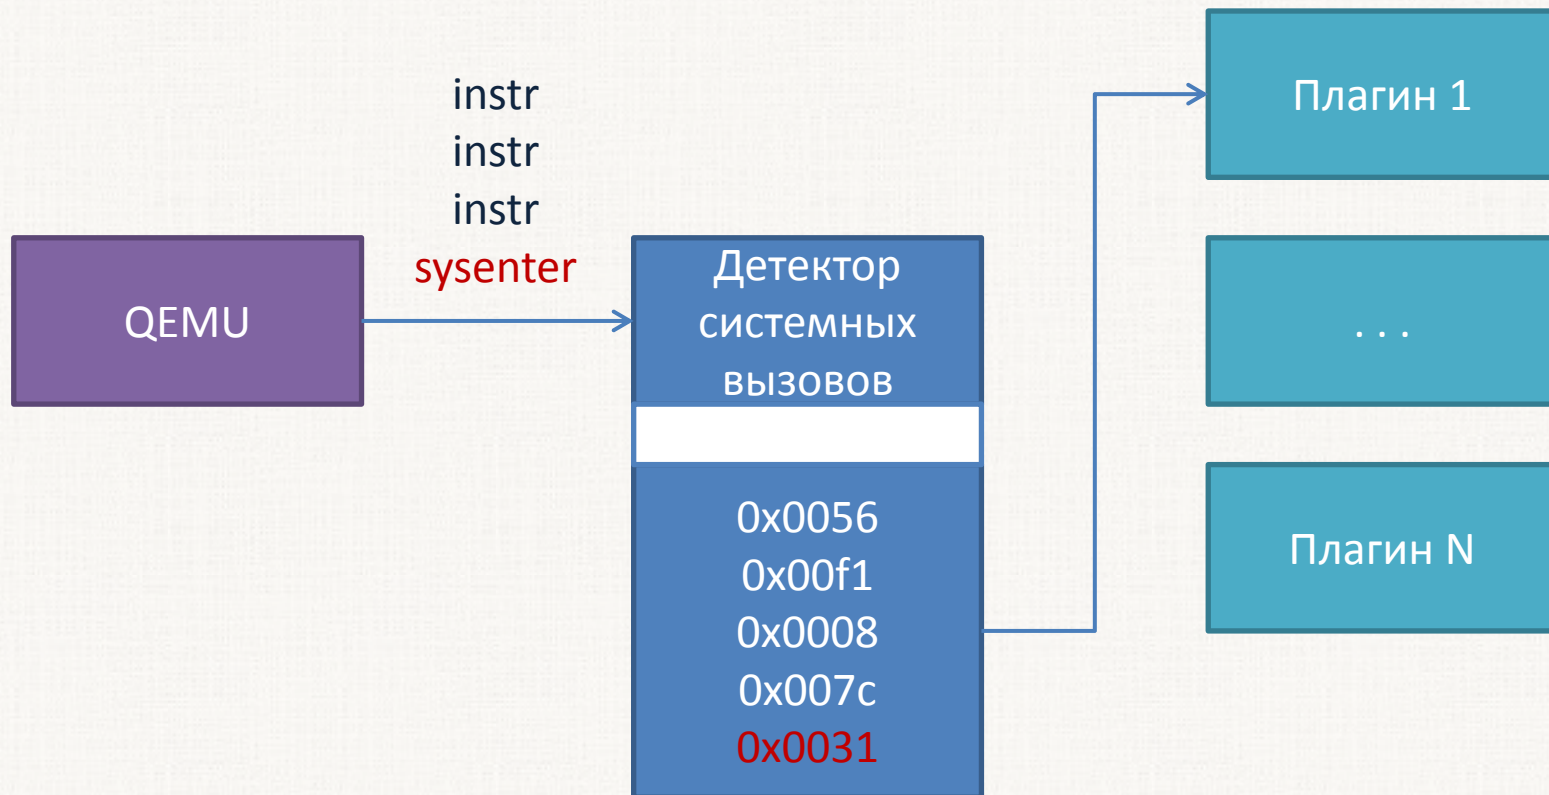 instr
instr
instr
sysenter
QEMU
Детектор
системных
вызовов
0x0056
0x00f1
0x0008
0x007c
0x0031
Плагин 1
. . .
Плагин N